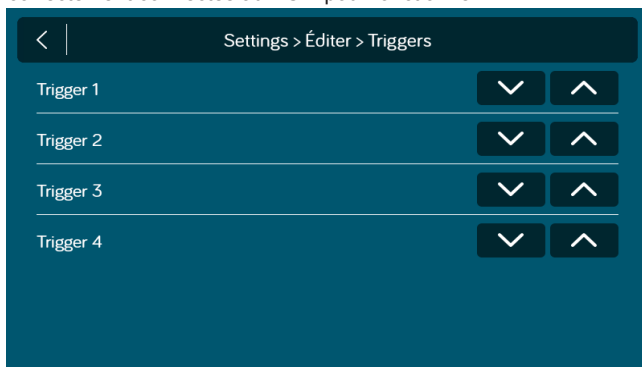 Settings > Éditer > Triggers
Trigger 1
Trigger 2
Trigger 3
Trigger 4